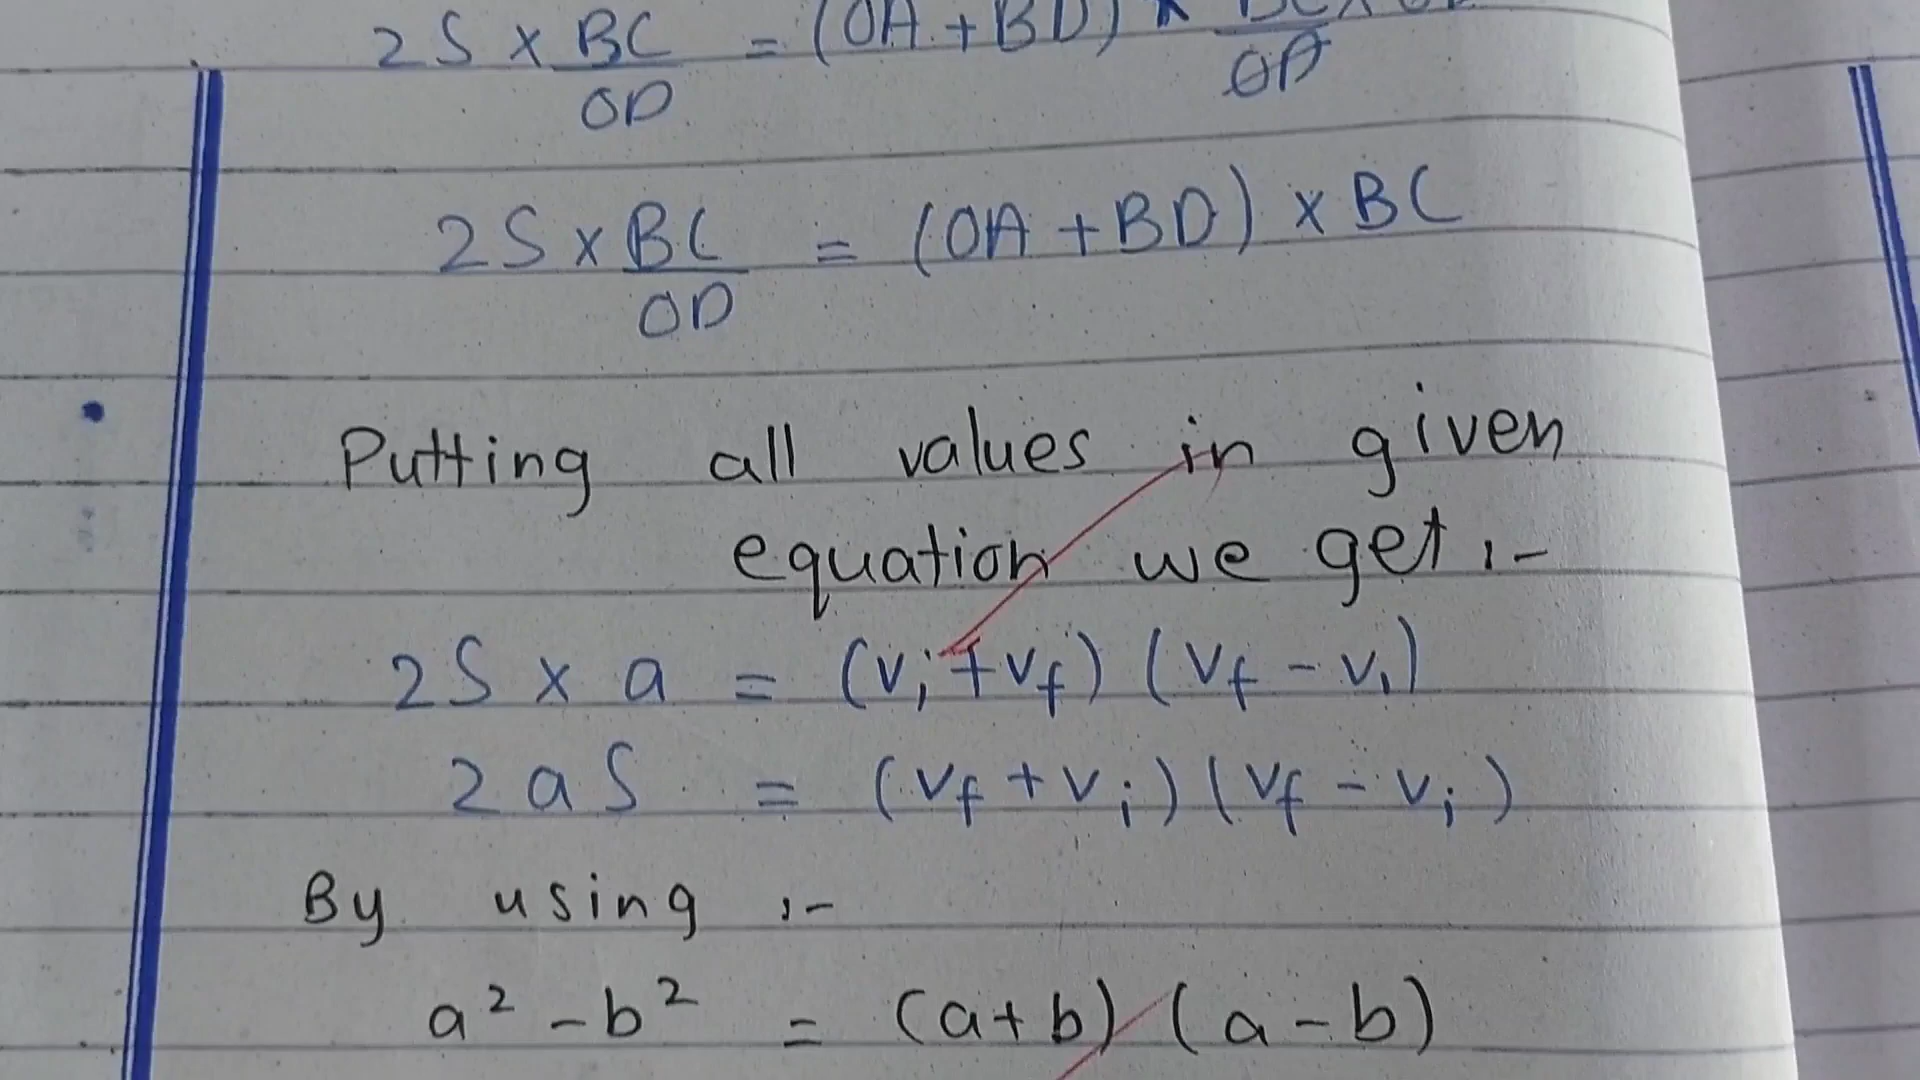 2S × BC/OD = (OA + BD) ×
2S × BC/OD = (OA + BD) × BC
Putting all values in given
equation we get :-
2S × a = (vi + vf) (vf - vi)
2aS = (vf + vi) (vf - vi)
By using :-
a² - b² = (a+b) (a-b)